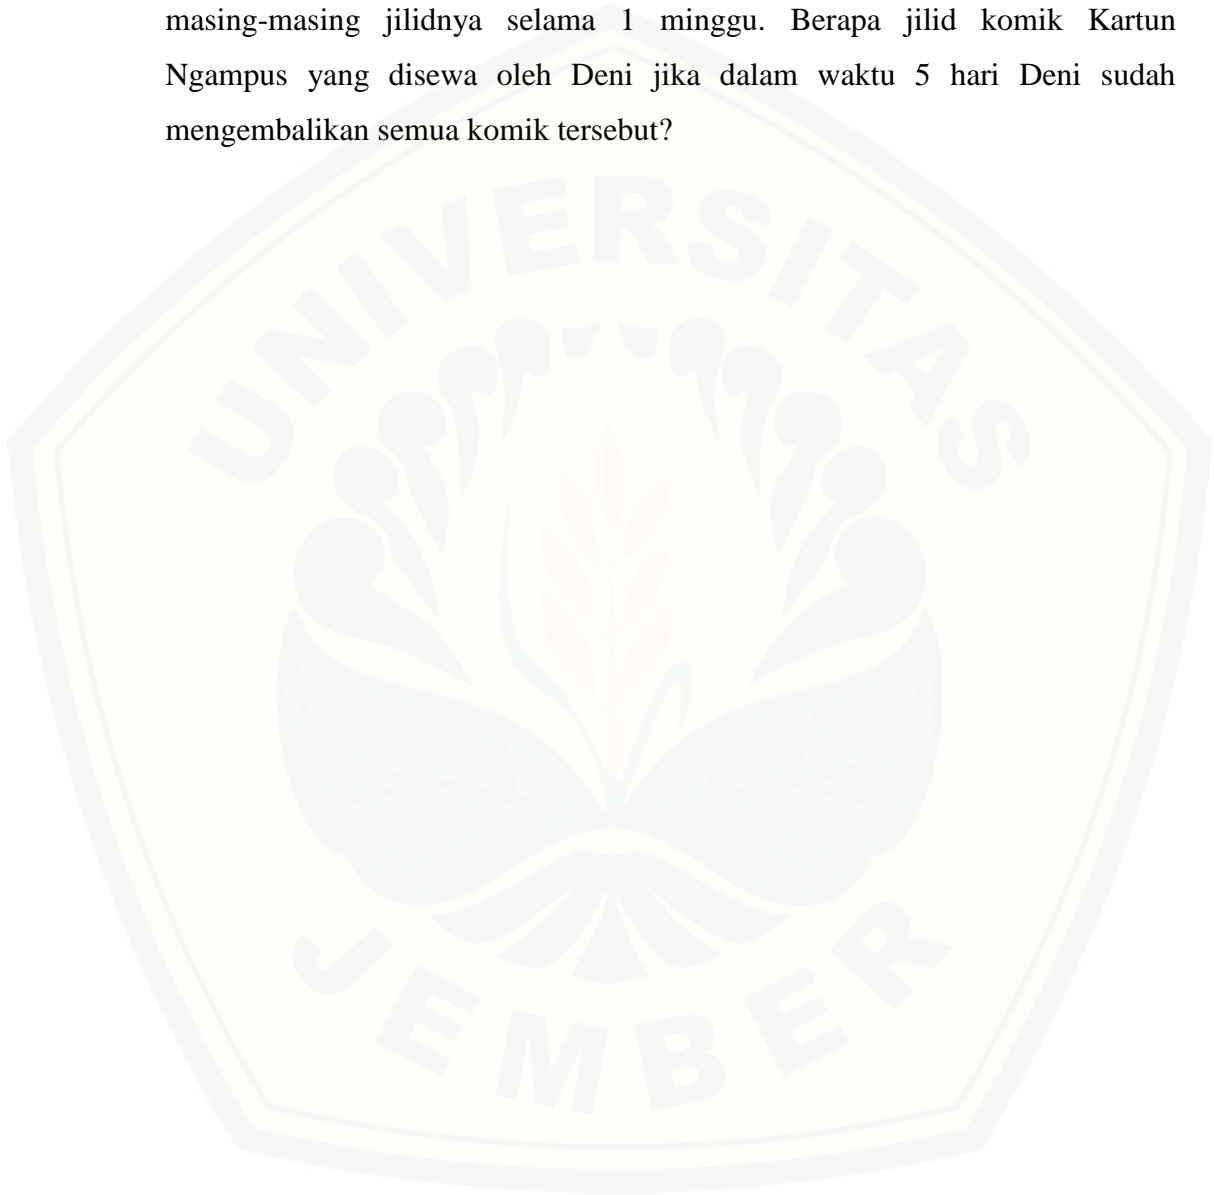 masing-masing jilidnya selama 1 minggu. Berapa jilid komik Kartun
Ngampus yang disewa oleh Deni jika dalam waktu 5 hari Deni sudah
mengembalikan semua komik tersebut?
UNIVERSITAS
JEMBER